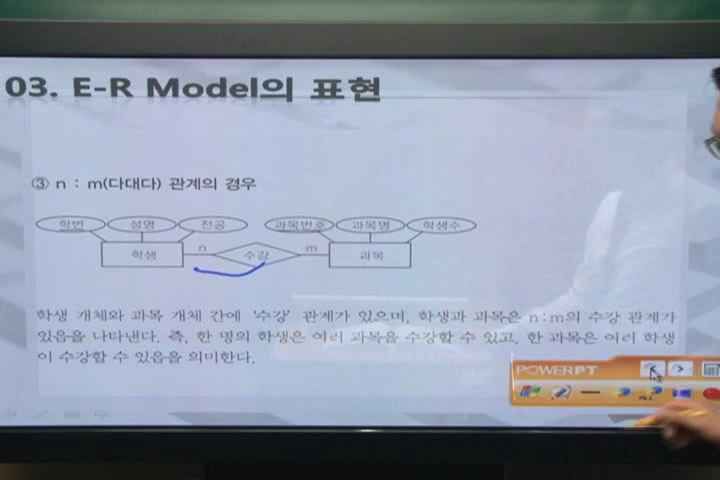 03. E-R Model의 표현
③ n : m(다대다) 관계의 경우
학번 성명 전공 과목번호 과목명 학생수
학생 n 수강 m 과목
학생 개체와 과목 개체 간에 '수강' 관계가 있으며, 학생과 과목은 n:m의 수강 관계가
있음을 나타낸다. 즉, 한 명의 학생은 여러 과목을 수강할 수 있고, 한 과목은 여러 학생
이 수강할 수 있음을 의미한다.
POWERPT